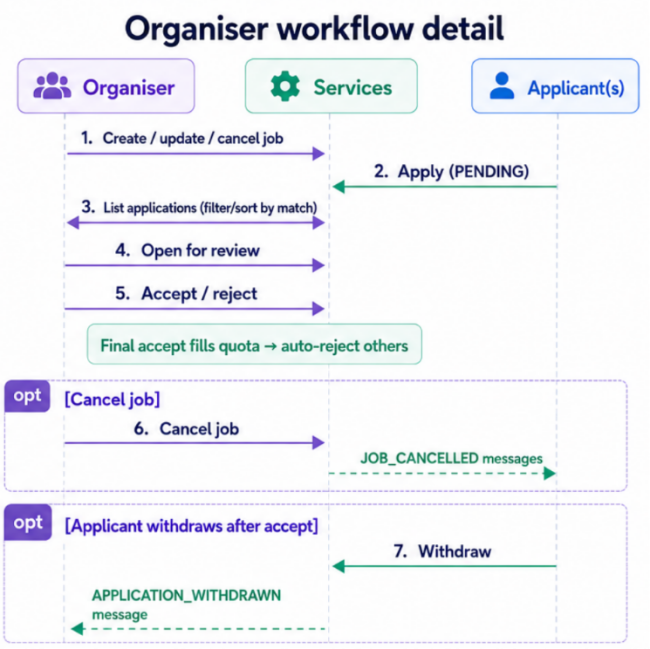 Organiser workflow detail
Organiser
Services
Applicant(s)
1. Create / update / cancel job
2. Apply (PENDING)
3. List applications (filter/sort by match)
4. Open for review
5. Accept / reject
Final accept fills quota → auto-reject others
opt
[Cancel job]
6. Cancel job
JOB_CANCELLED messages
opt
[Applicant withdraws after accept]
7. Withdraw
APPLICATION_WITHDRAWN
message